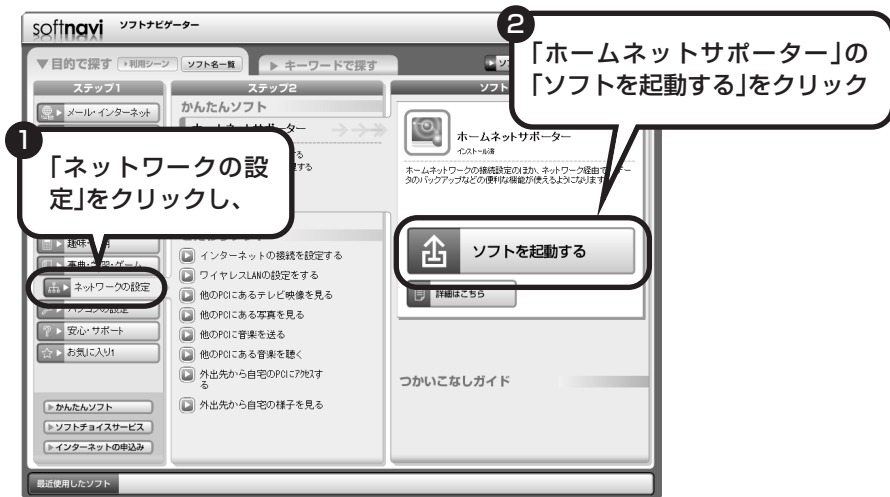 softnavi ソフトナビゲーター
▼目的で探す
▶利用シーン
ソフト名一覧
▶ キーワードで探す
ステップ1
ステップ2
メール・インターネット
ネットワークの設定
安心・サポート
お気に入り1
かんたんソフト
ソフトチョイスサービス
インターネットの申込み
かんたんソフト
インターネットの接続を設定する
ワイヤレスLANの設定をする
他のPCにあるテレビ映像を見る
他のPCにある写真を見る
他のPCに音楽を送る
他のPCにある音楽を聴く
外出先から自宅のPCにアクセスす
る
外出先から自宅の様子を見る
ホームネットサポーター
インストール済
ホームネットワークの接続設定のほか、ネットワーク経由で
タのバックアップなどの便利な機能が使えるようになります
ソフトを起動する
詳細はこちら
つかいこなしガイド
最近使用したソフト
1
「ネットワークの設
定」をクリックし、
2
「ホームネットサポーター」の
「ソフトを起動する」をクリック